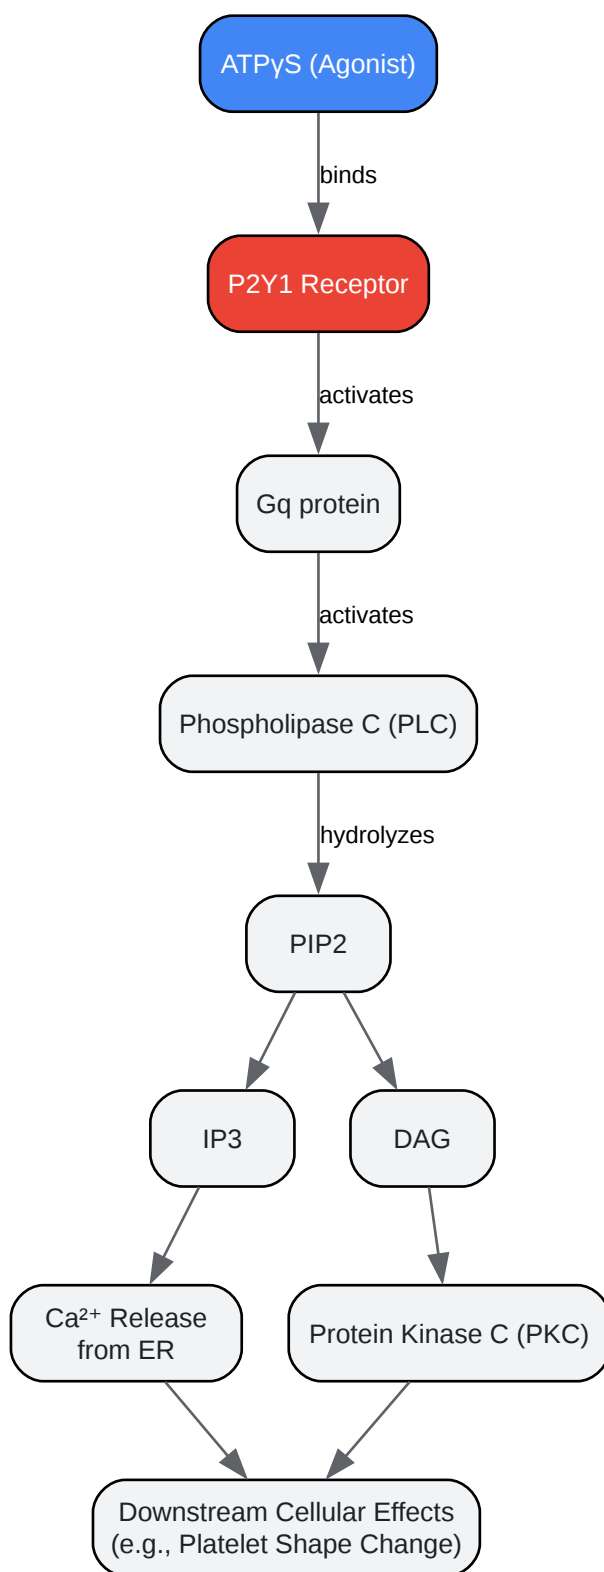 ATPγS (Agonist)
binds
P2Y1 Receptor
activates
Gq protein
activates
Phospholipase C (PLC)
hydrolyzes
PIP2
IP3
DAG
Ca²⁺ Release
from ER
Protein Kinase C (PKC)
Downstream Cellular Effects
(e.g., Platelet Shape Change)